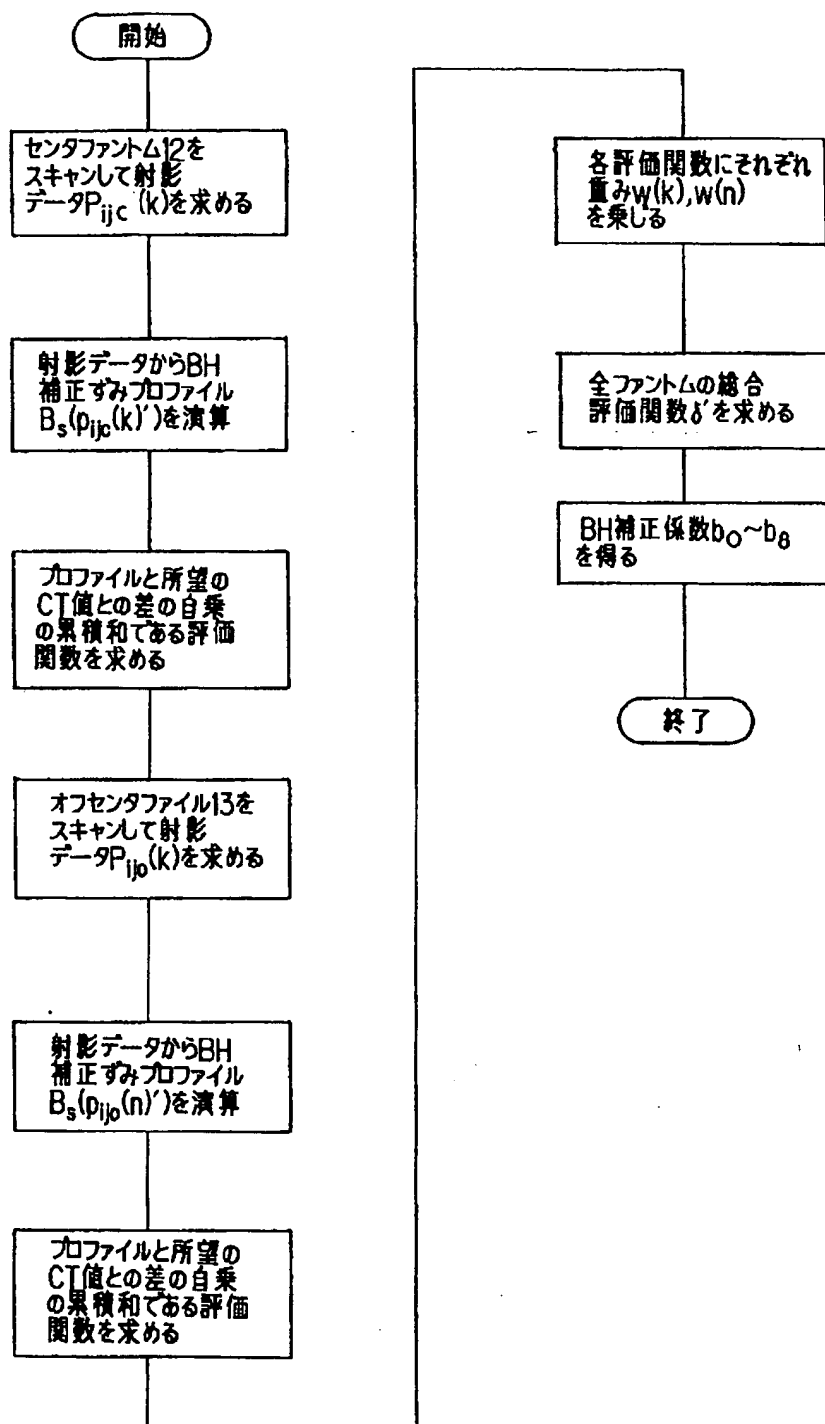 開始
センタファントム12を
スキャンして射影
データPijc (k)を求める
射影データからBH
補正ずみプロファイル
Bs(pijc(k)′)を演算
プロファイルと所望の
CT値との差の自乗
の累積和である評価
関数を求める
オフセンタファイル13を
スキャンして射影
データPijo(k)を求める
射影データからBH
補正ずみプロファイル
Bs(pijo(n)′)を演算
プロファイルと所望の
CT値との差の自乗
の累積和である評価
関数を求める
各評価関数にそれぞれ
重みw(k),w(n)
を乗じる
全ファントムの総合
評価関数δ′を求める
BH補正係数b0~b8
を得る
終了